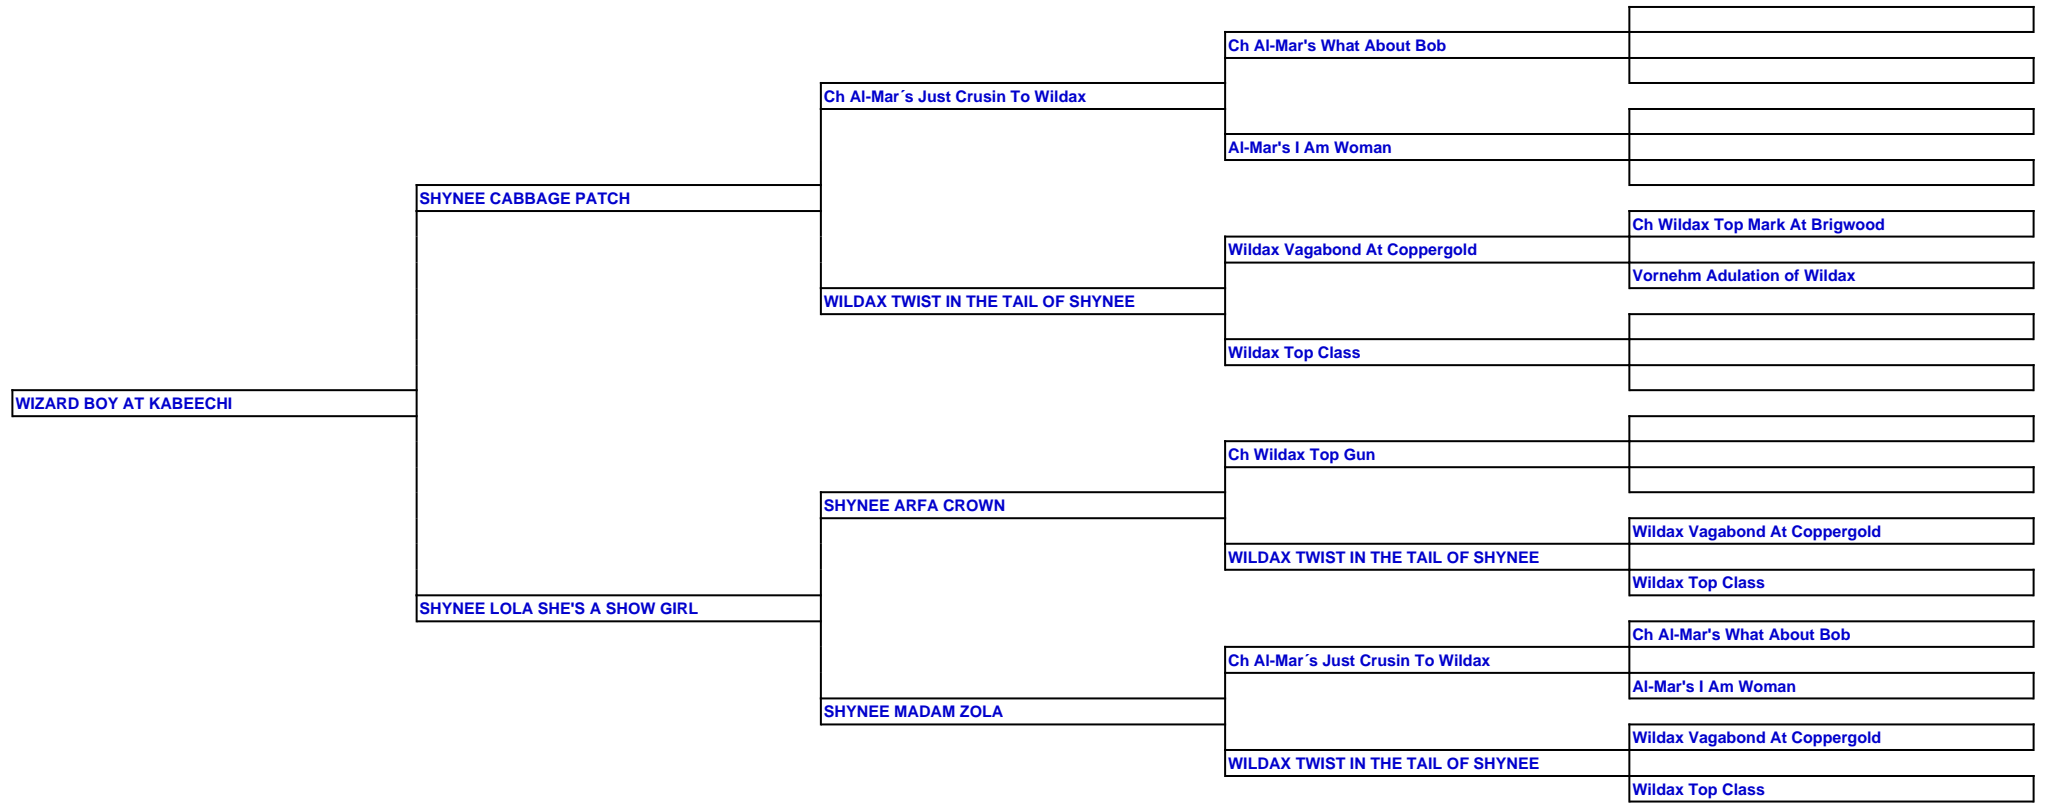 Ch Al-Mar's What About Bob
Ch Al-Mar´s Just Crusin To Wildax
Al-Mar's I Am Woman
SHYNEE CABBAGE PATCH
Ch Wildax Top Mark At Brigwood
Wildax Vagabond At Coppergold
Vornehm Adulation of Wildax
WILDAX TWIST IN THE TAIL OF SHYNEE
Wildax Top Class
WIZARD BOY AT KABEECHI
Ch Wildax Top Gun
SHYNEE ARFA CROWN
Wildax Vagabond At Coppergold
WILDAX TWIST IN THE TAIL OF SHYNEE
Wildax Top Class
SHYNEE LOLA SHE'S A SHOW GIRL
Ch Al-Mar's What About Bob
Ch Al-Mar´s Just Crusin To Wildax
Al-Mar's I Am Woman
SHYNEE MADAM ZOLA
Wildax Vagabond At Coppergold
WILDAX TWIST IN THE TAIL OF SHYNEE
Wildax Top Class